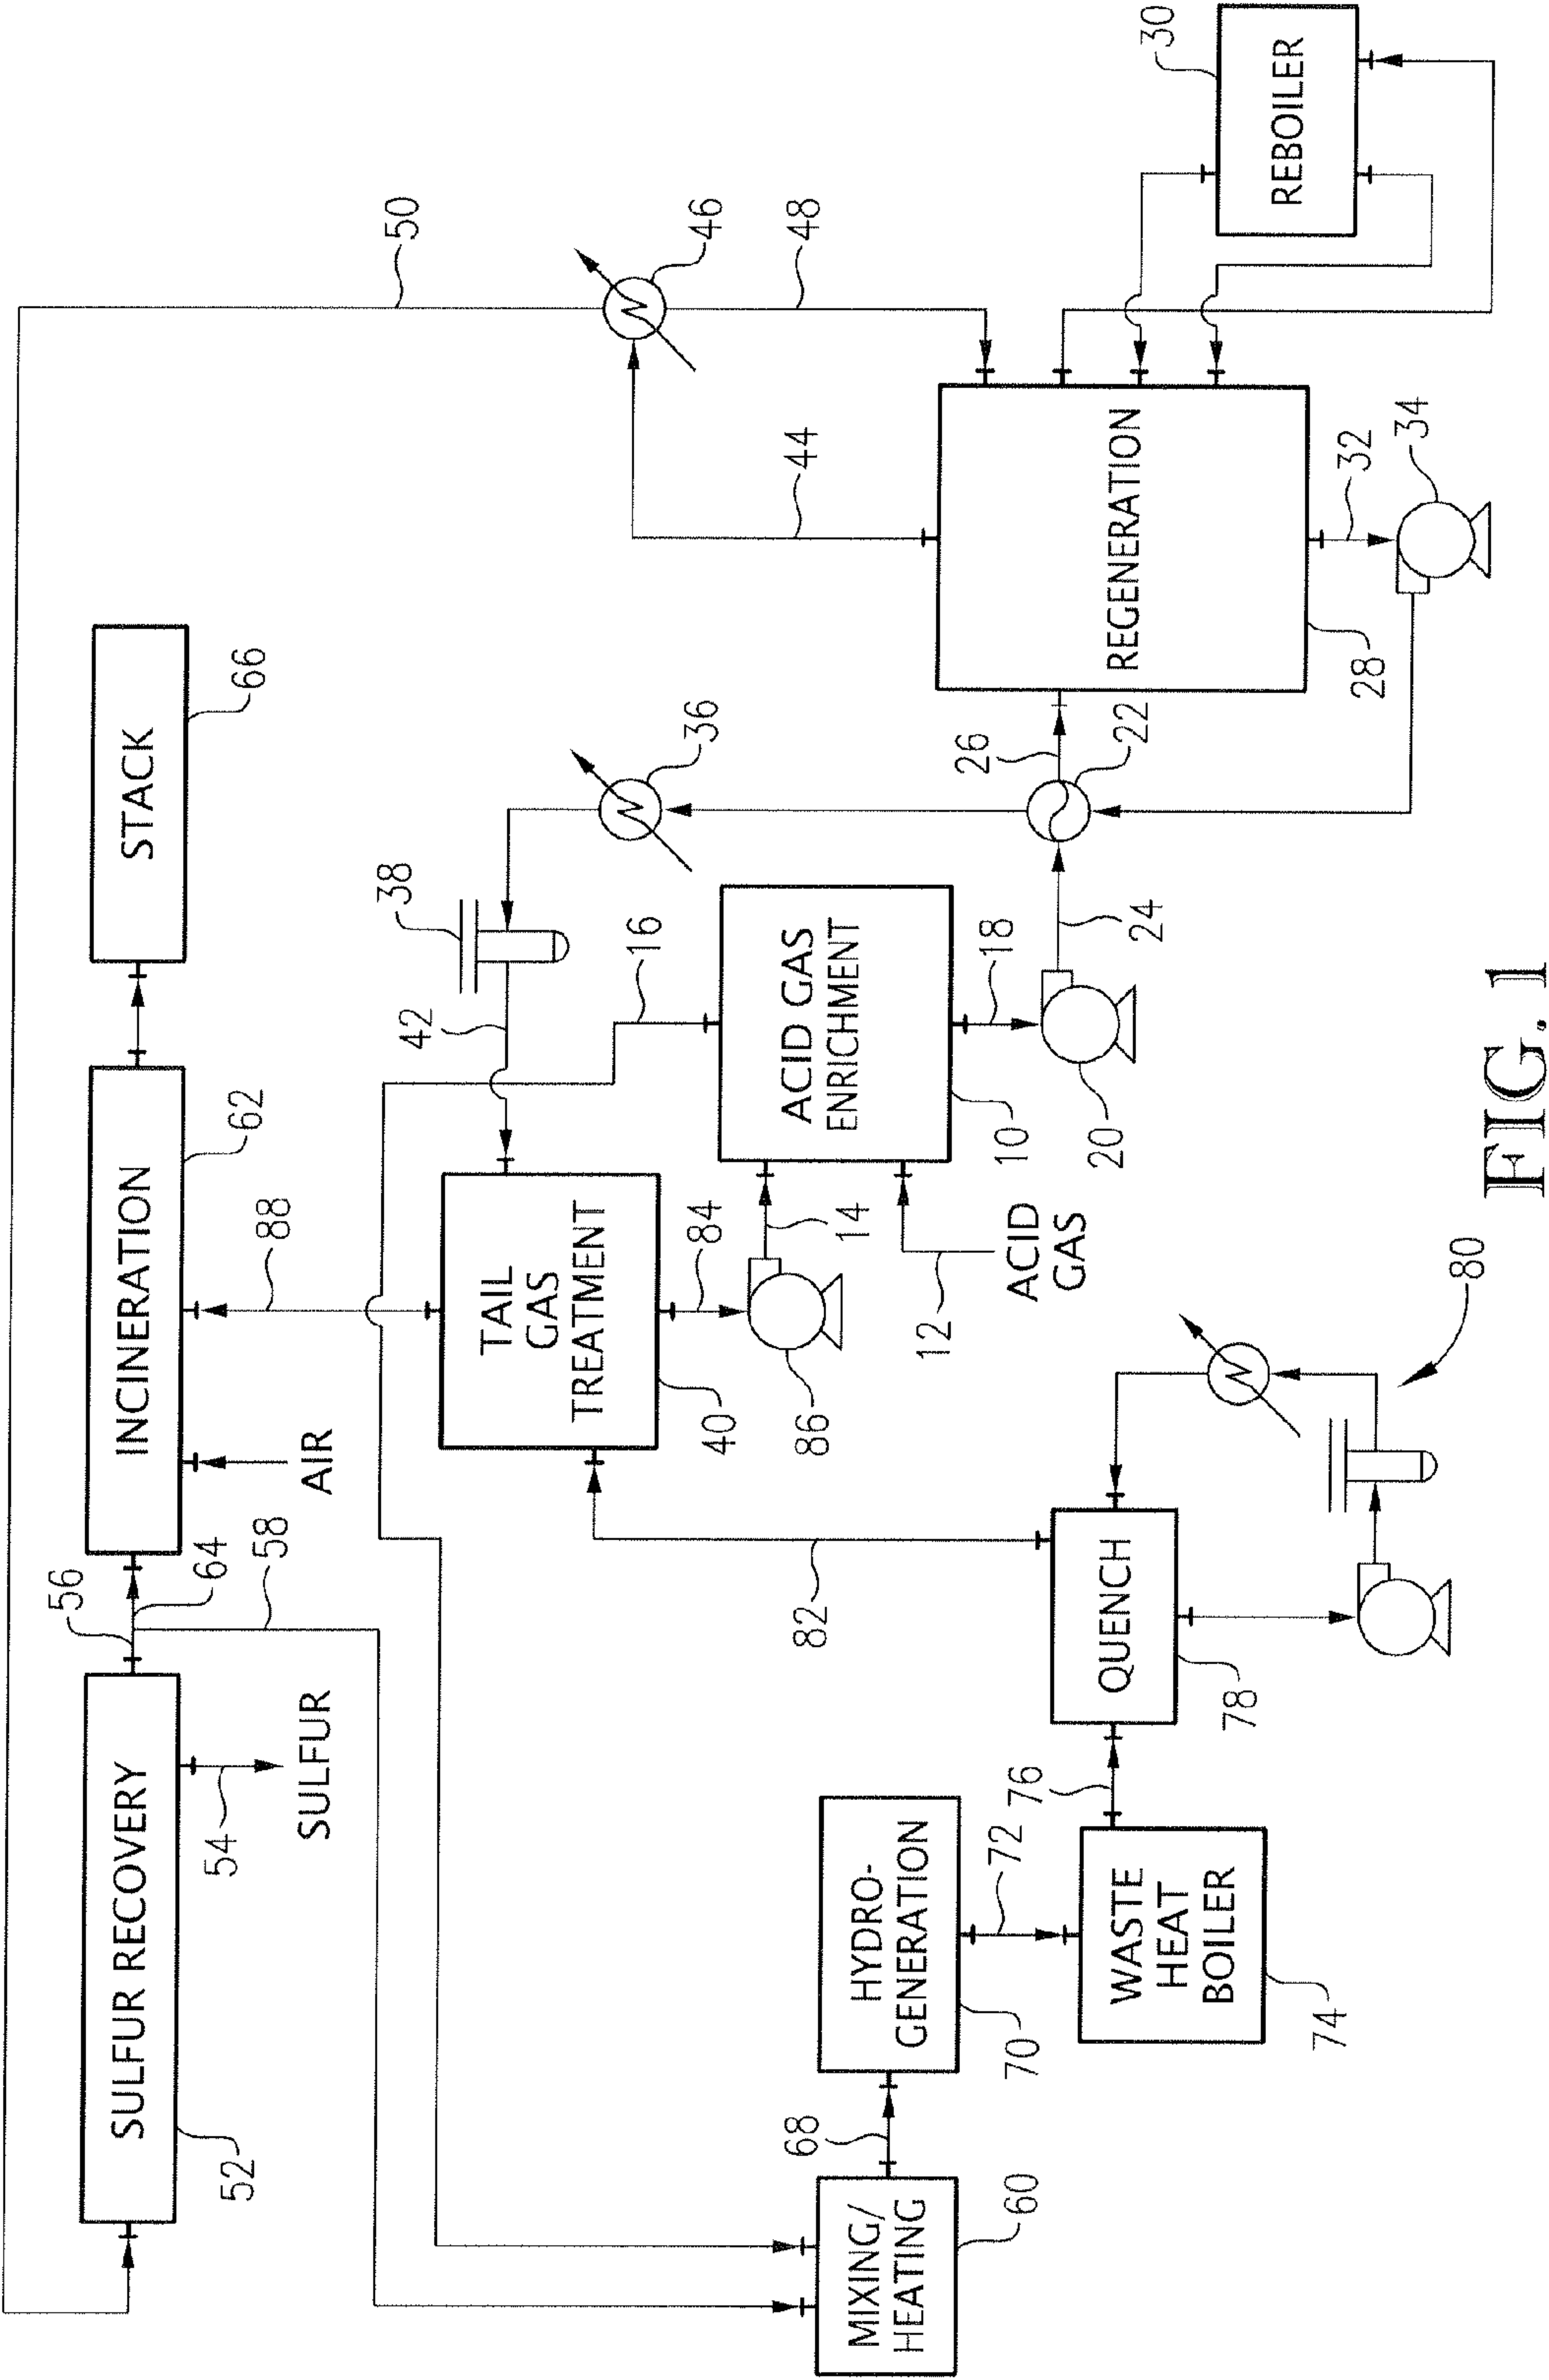 50
SULFUR RECOVERY
52
54
SULFUR
56
64
58
INCINERATION
62
AIR
88
STACK
66
46
48
44
36
38
42
16
TAIL
GAS
TREATMENT
40
84
86
14
ACID GAS
ENRICHMENT
10
12
ACID
GAS
18
20
24
22
26
REGENERATION
28
32
34
REBOILER
30
MIXING/
HEATING
60
68
HYDRO-
GENERATION
70
72
WASTE
HEAT
BOILER
74
76
QUENCH
78
82
80
FIG. 1